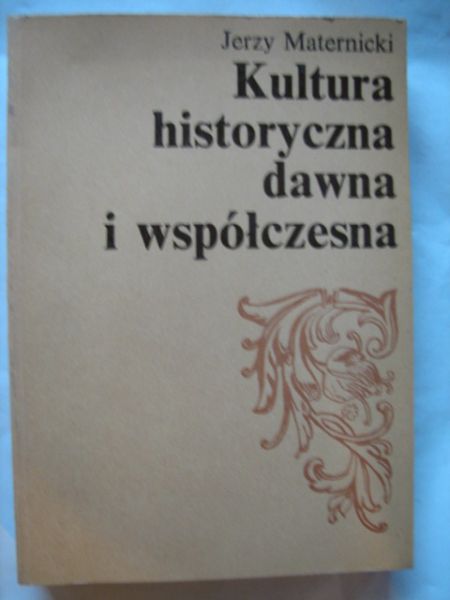 Jerzy Maternicki
Kultura
historyczna
dawna
i współczesna